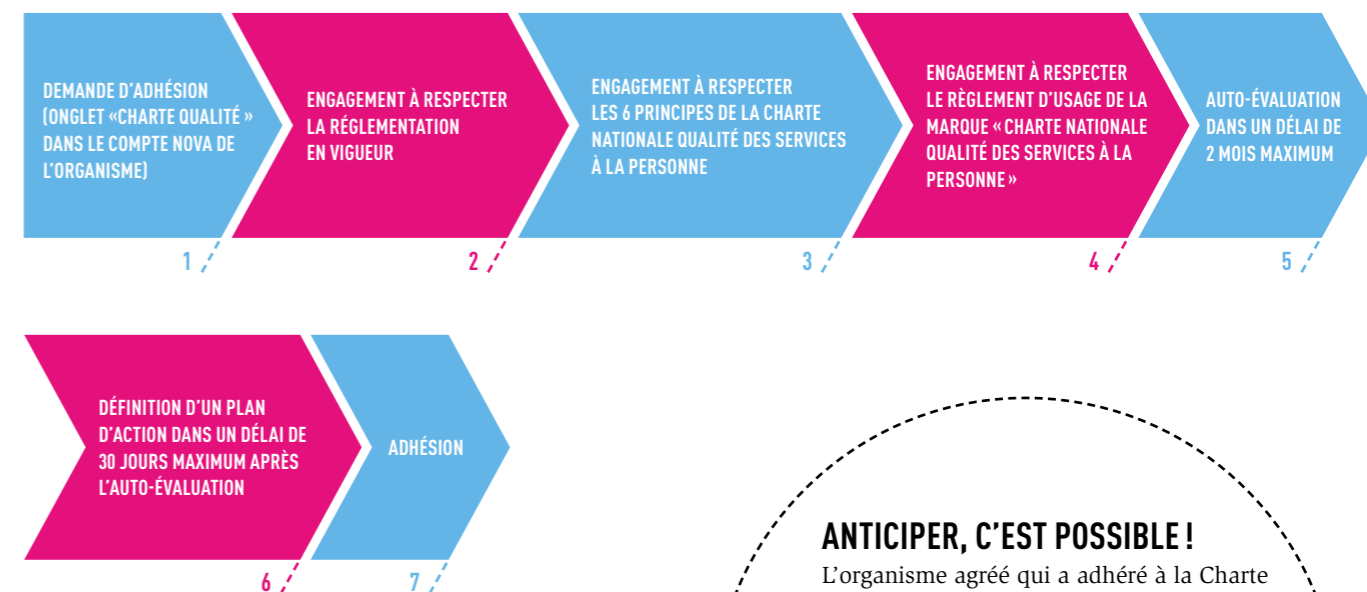 DEMANDE D'ADHÉSION
(ONGLET «CHARTE QUALITÉ »
DANS LE COMPTE NOVA DE
L'ORGANISME)
1
ENGAGEMENT À RESPECTER
LA RÉGLEMENTATION
EN VIGUEUR
2
ENGAGEMENT À RESPECTER
LES 6 PRINCIPES DE LA CHARTE
NATIONALE QUALITÉ DES SERVICES
À LA PERSONNE
3
ENGAGEMENT À RESPECTER
LE RÈGLEMENT D'USAGE DE LA
MARQUE « CHARTE NATIONALE
QUALITÉ DES SERVICES À LA
PERSONNE »
4
AUTO-ÉVALUATION
DANS UN DÉLAI DE
2 MOIS MAXIMUM
5
DÉFINITION D'UN PLAN
D'ACTION DANS UN DÉLAI DE
30 JOURS MAXIMUM APRÈS
L'AUTO-ÉVALUATION
6
ADHÉSION
7
ANTICIPER, C'EST POSSIBLE !
L'organisme agréé qui a adhéré à la Charte